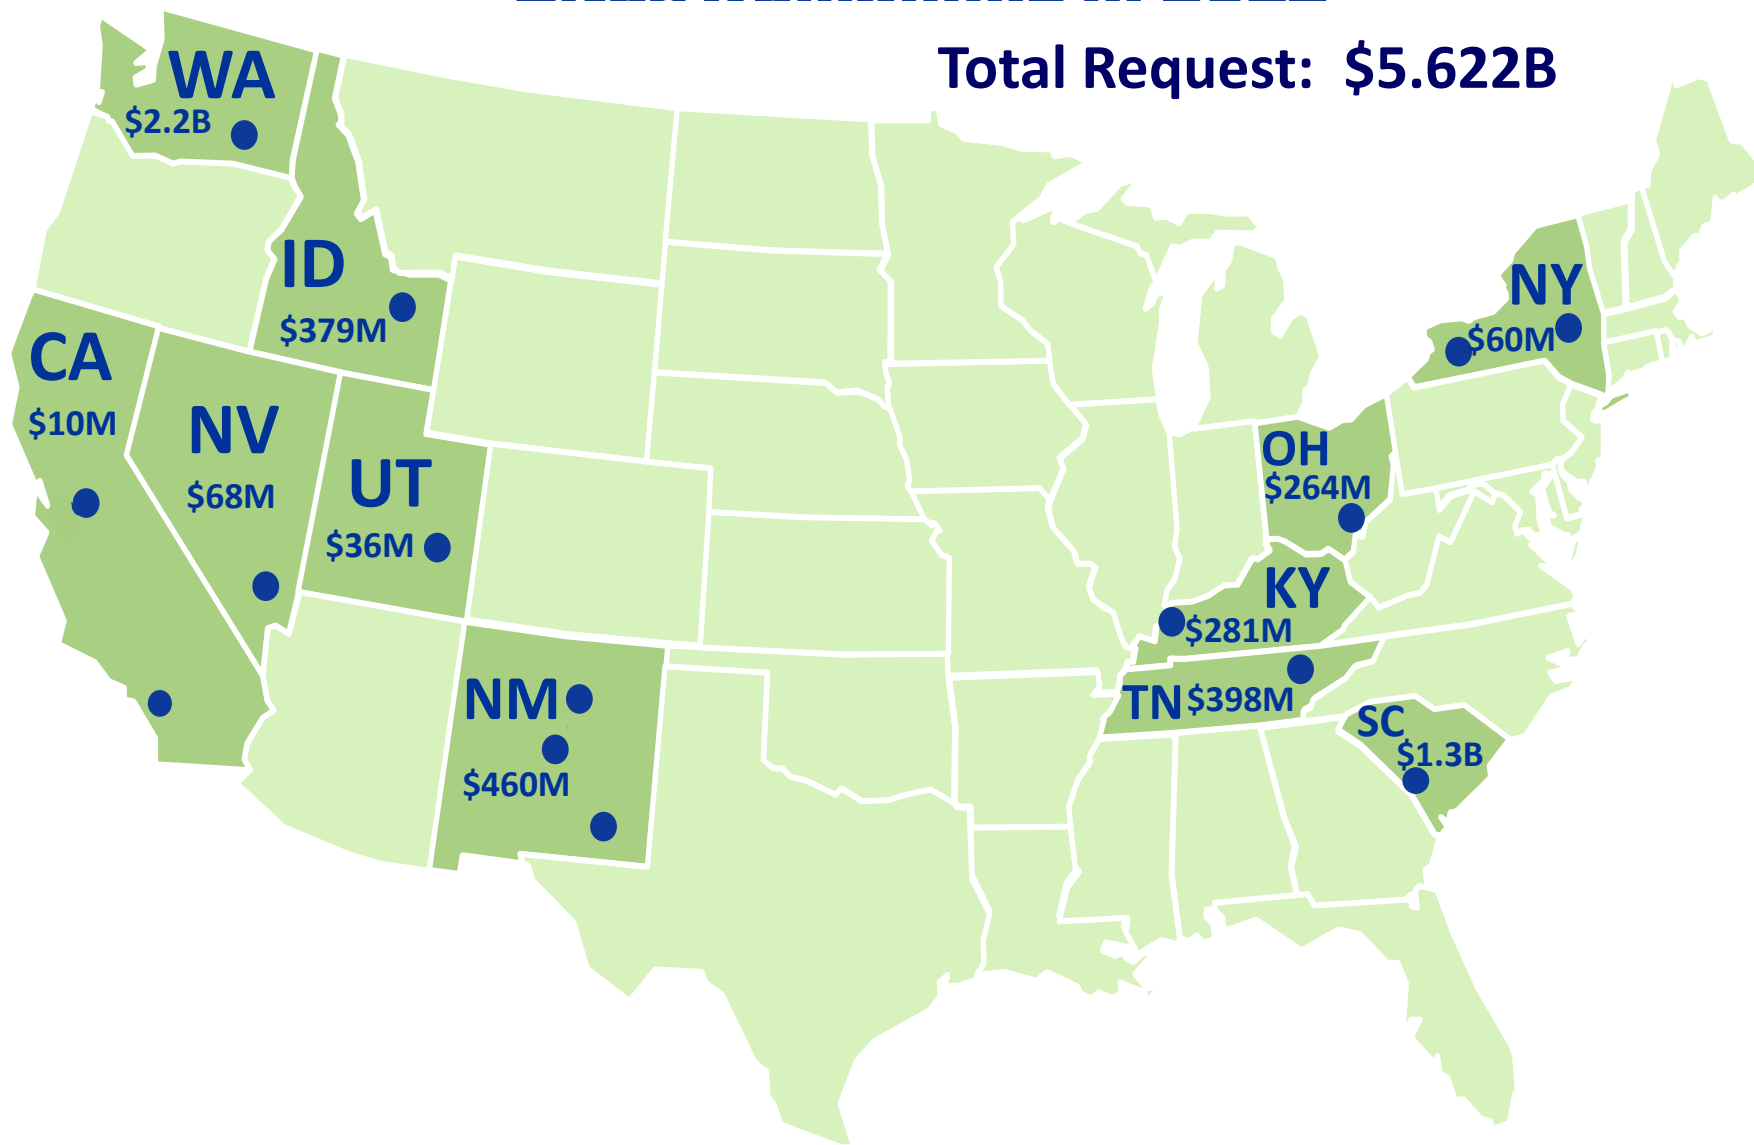 Total Request: $5.622B
WA
$2.2B
ID
$379M
NY
$60M
CA
$10M
NV
$68M
UT
$36M
OH
$264M
KY
$281M
NM
$460M
TN $398M
SC
$1.3B